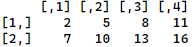 [,1] [,2] [,3] [,4]
[1,] 2 5 8 11
[2,] 7 10 13 16